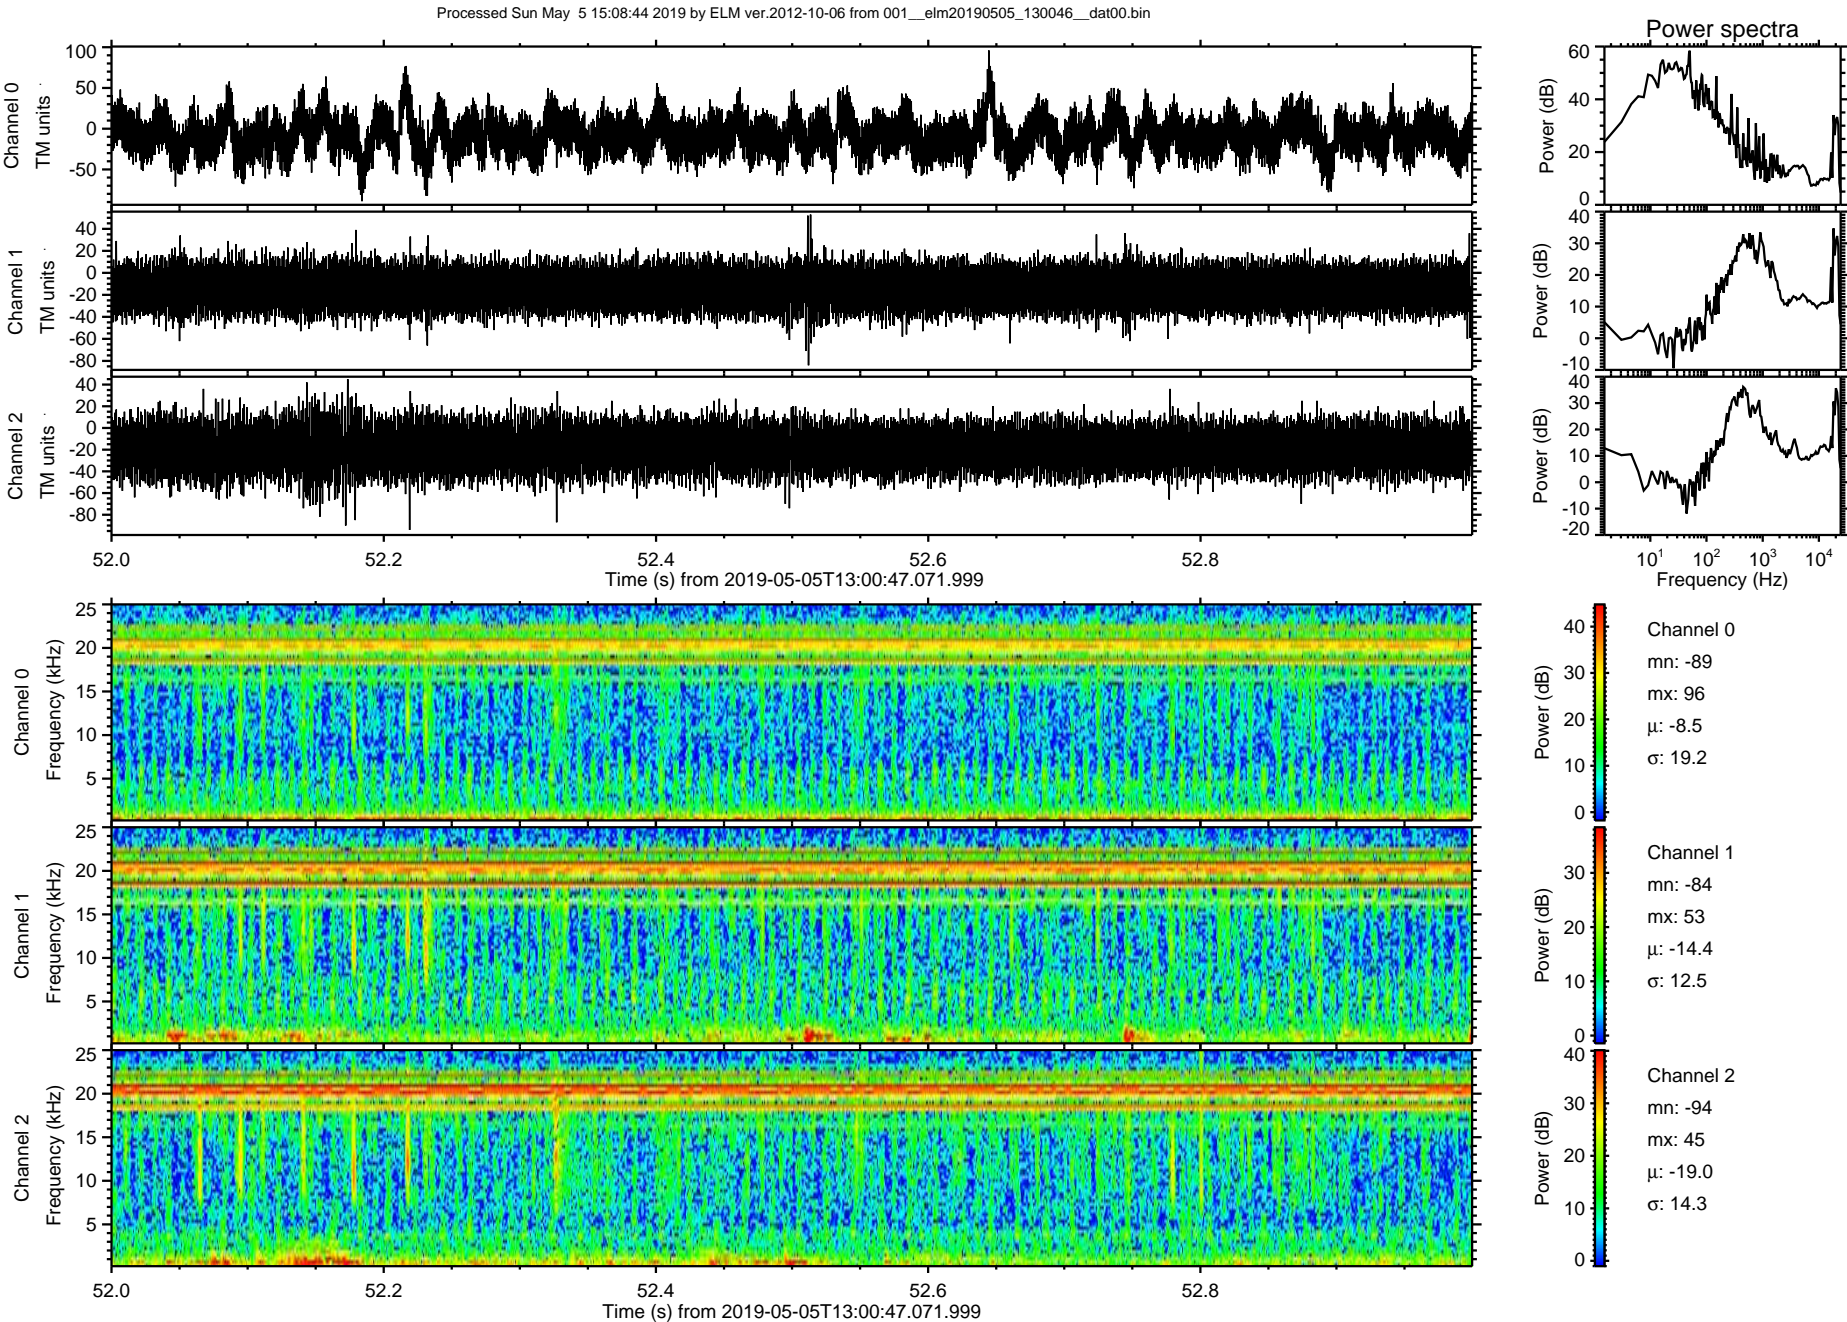 Processed Sun May 5 15:08:44 2019 by ELM ver.2012-10-06 from 001__elm20190505_130046__dat00.bin
Power spectra
Channel 0
TM units
100
50
0
-50
Power (dB)
60
40
20
0
Channel 1
TM units
40
20
0
-20
-40
-60
-80
Power (dB)
40
30
20
10
0
-10
Channel 2
TM units
40
20
0
-20
-40
-60
-80
Power (dB)
40
30
20
10
0
-10
-20
52.0 52.2 52.4 52.6 52.8
Time (s) from 2019-05-05T13:00:47.071.999
10^1 10^2 10^3 10^4
Frequency (Hz)
Channel 0
Frequency (kHz)
25
20
15
10
5
Power (dB)
40
30
20
10
0
Channel 0
mn: -89
mx: 96
μ: -8.5
σ: 19.2
Channel 1
Frequency (kHz)
25
20
15
10
5
Power (dB)
30
20
10
0
Channel 1
mn: -84
mx: 53
μ: -14.4
σ: 12.5
Channel 2
Frequency (kHz)
25
20
15
10
5
Power (dB)
40
30
20
10
0
Channel 2
mn: -94
mx: 45
μ: -19.0
σ: 14.3
52.0 52.2 52.4 52.6 52.8
Time (s) from 2019-05-05T13:00:47.071.999